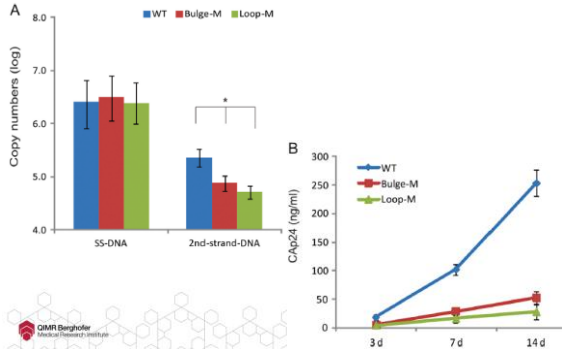 A
WT Bulge-M Loop-M
Copy numbers (log)
8.0
7.0
6.0
5.0
4.0
*
SS-DNA 2nd-strand-DNA
B
WT
Bulge-M
Loop-M
CAp24 (ng/ml)
300
250
200
150
100
50
0
3 d 7 d 14 d
QIMR Berghofer
Medical Research Institute